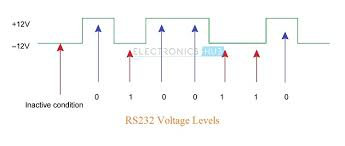 +12V
-12V
ELECTRONICS HUB
Inactive condition
0 1 0 0 1 1 0
RS232 Voltage Levels